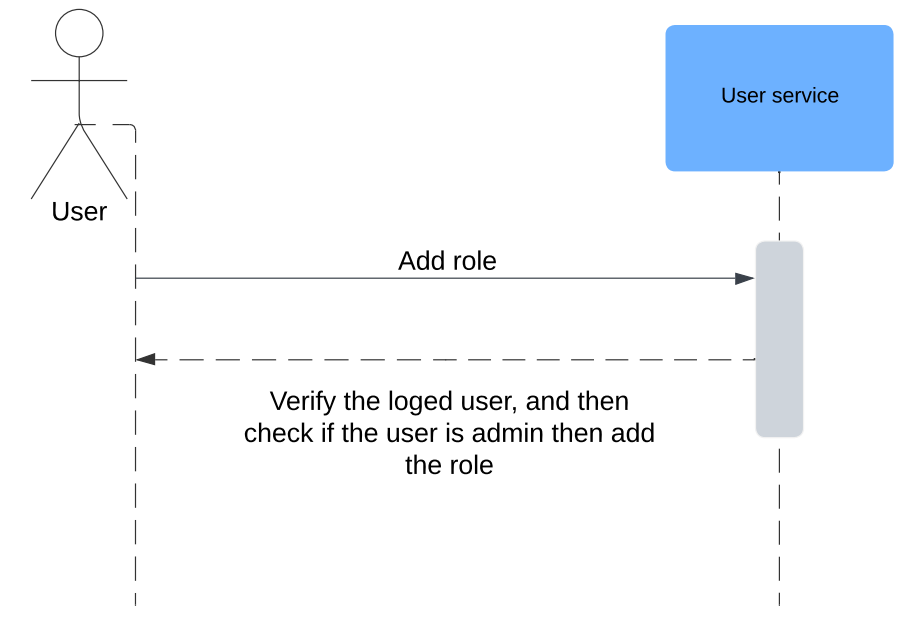 User service
User
Add role
Verify the loged user, and then
check if the user is admin then add
the role